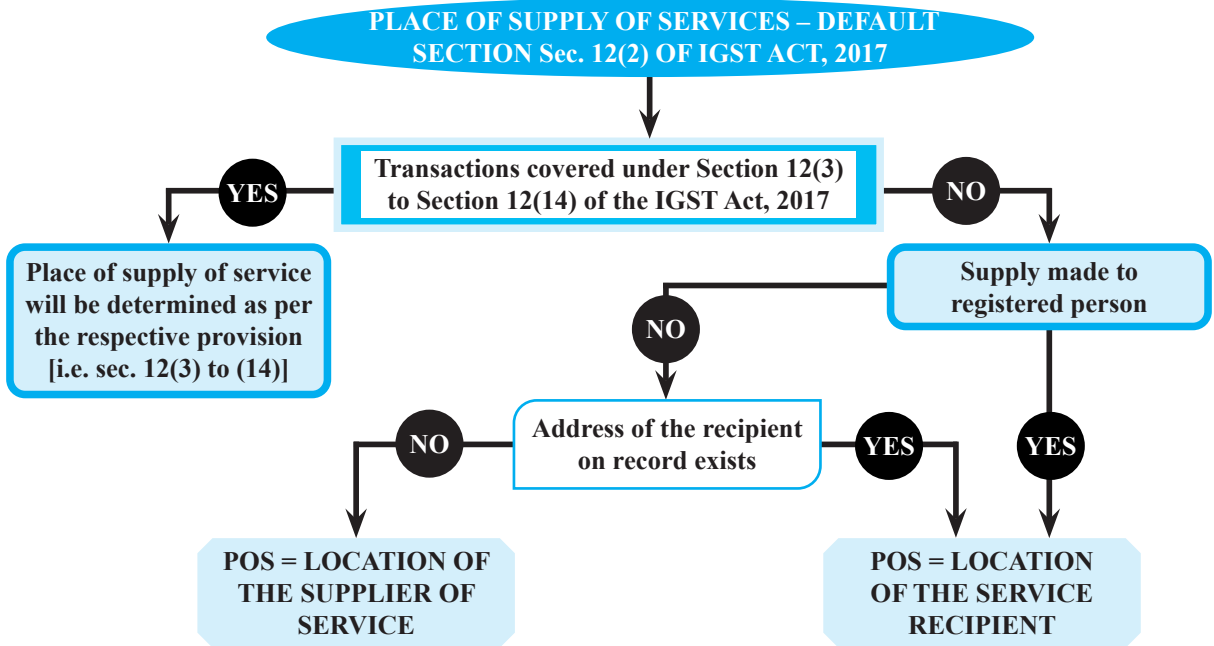 PLACE OF SUPPLY OF SERVICES – DEFAULT
SECTION Sec. 12(2) OF IGST ACT, 2017
Transactions covered under Section 12(3)
to Section 12(14) of the IGST Act, 2017
YES
NO
Place of supply of service
will be determined as per
the respective provision
[i.e. sec. 12(3) to (14)]
Supply made to
registered person
NO
Address of the recipient
on record exists
NO
YES
YES
POS = LOCATION OF
THE SUPPLIER OF
SERVICE
POS = LOCATION
OF THE SERVICE
RECIPIENT